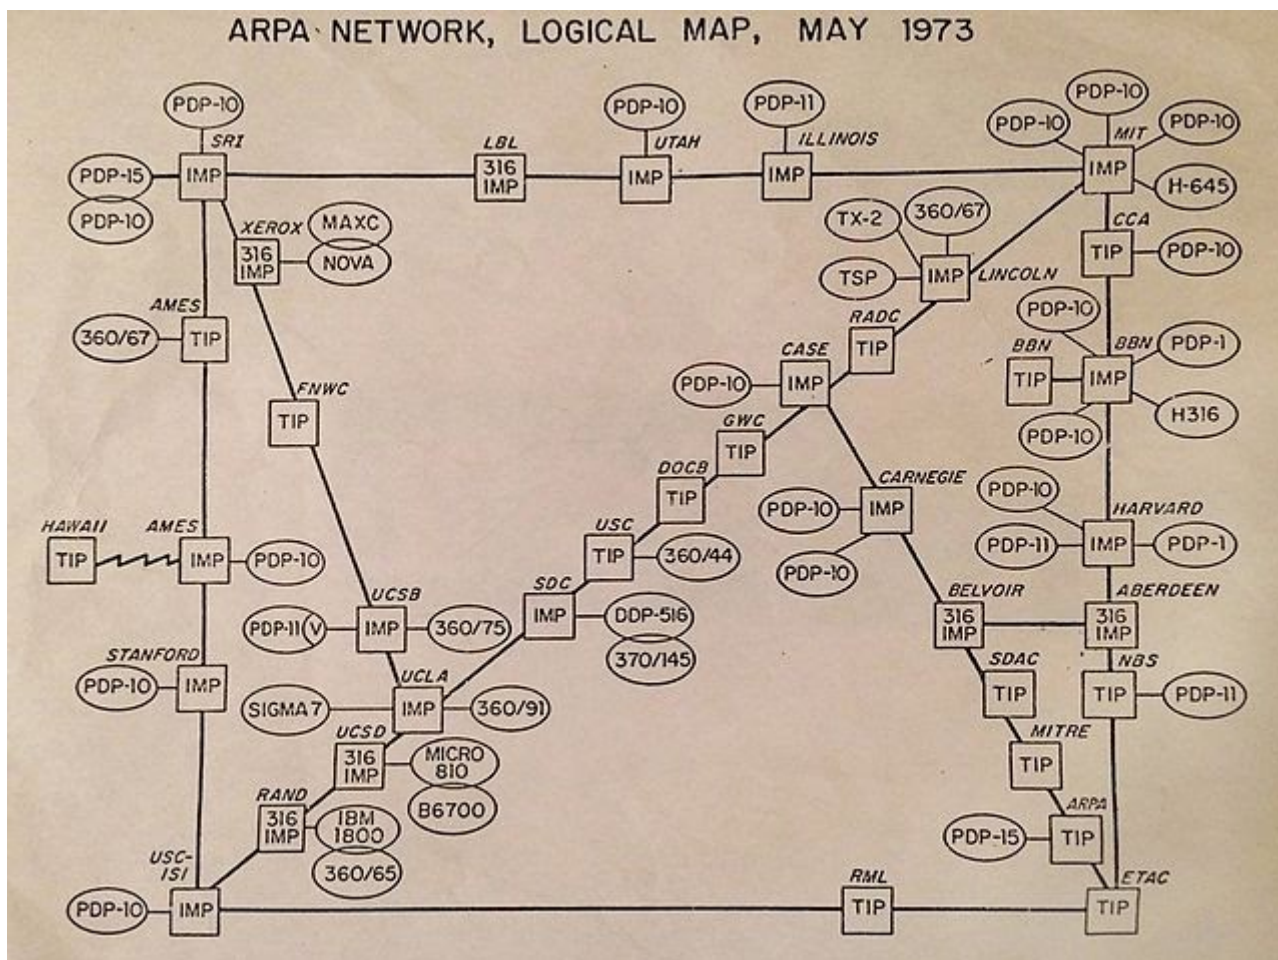 ARPA NETWORK, LOGICAL MAP, MAY 1973
PDP-10
SRI
PDP-15
IMP
PDP-10
LBL
316
IMP
PDP-10
UTAH
IMP
PDP-11
ILLINOIS
IMP
PDP-10
PDP-10
PDP-10
MIT
IMP
H-645
XEROX
316
IMP
MAXC
NOVA
TX-2
360/67
TSP
IMP
LINCOLN
CCA
TIP
PDP-10
AMES
360/67
TIP
RADC
TIP
PDP-10
BBN
TIP
BBN
IMP
PDP-1
PDP-10
H316
CASE
PDP-10
IMP
FNWC
TIP
GWC
TIP
DOCB
TIP
CARNEGIE
PDP-10
IMP
PDP-10
PDP-10
HARVARD
PDP-11
IMP
PDP-1
HAWAII
TIP
AMES
IMP
PDP-10
USC
TIP
360/44
SDC
IMP
DDP-516
370/145
UCSB
PDP-11
V
IMP
360/75
BELVOIR
316
IMP
ABERDEEN
316
IMP
STANFORD
PDP-10
IMP
UCLA
SIGMA 7
IMP
360/91
SDAC
TIP
NBS
TIP
PDP-11
UCSD
316
IMP
MICRO
810
B6700
MITRE
TIP
RAND
316
IMP
IBM
1800
360/65
ARPA
PDP-15
TIP
USC-
ISI
PDP-10
IMP
RML
TIP
ETAC
TIP